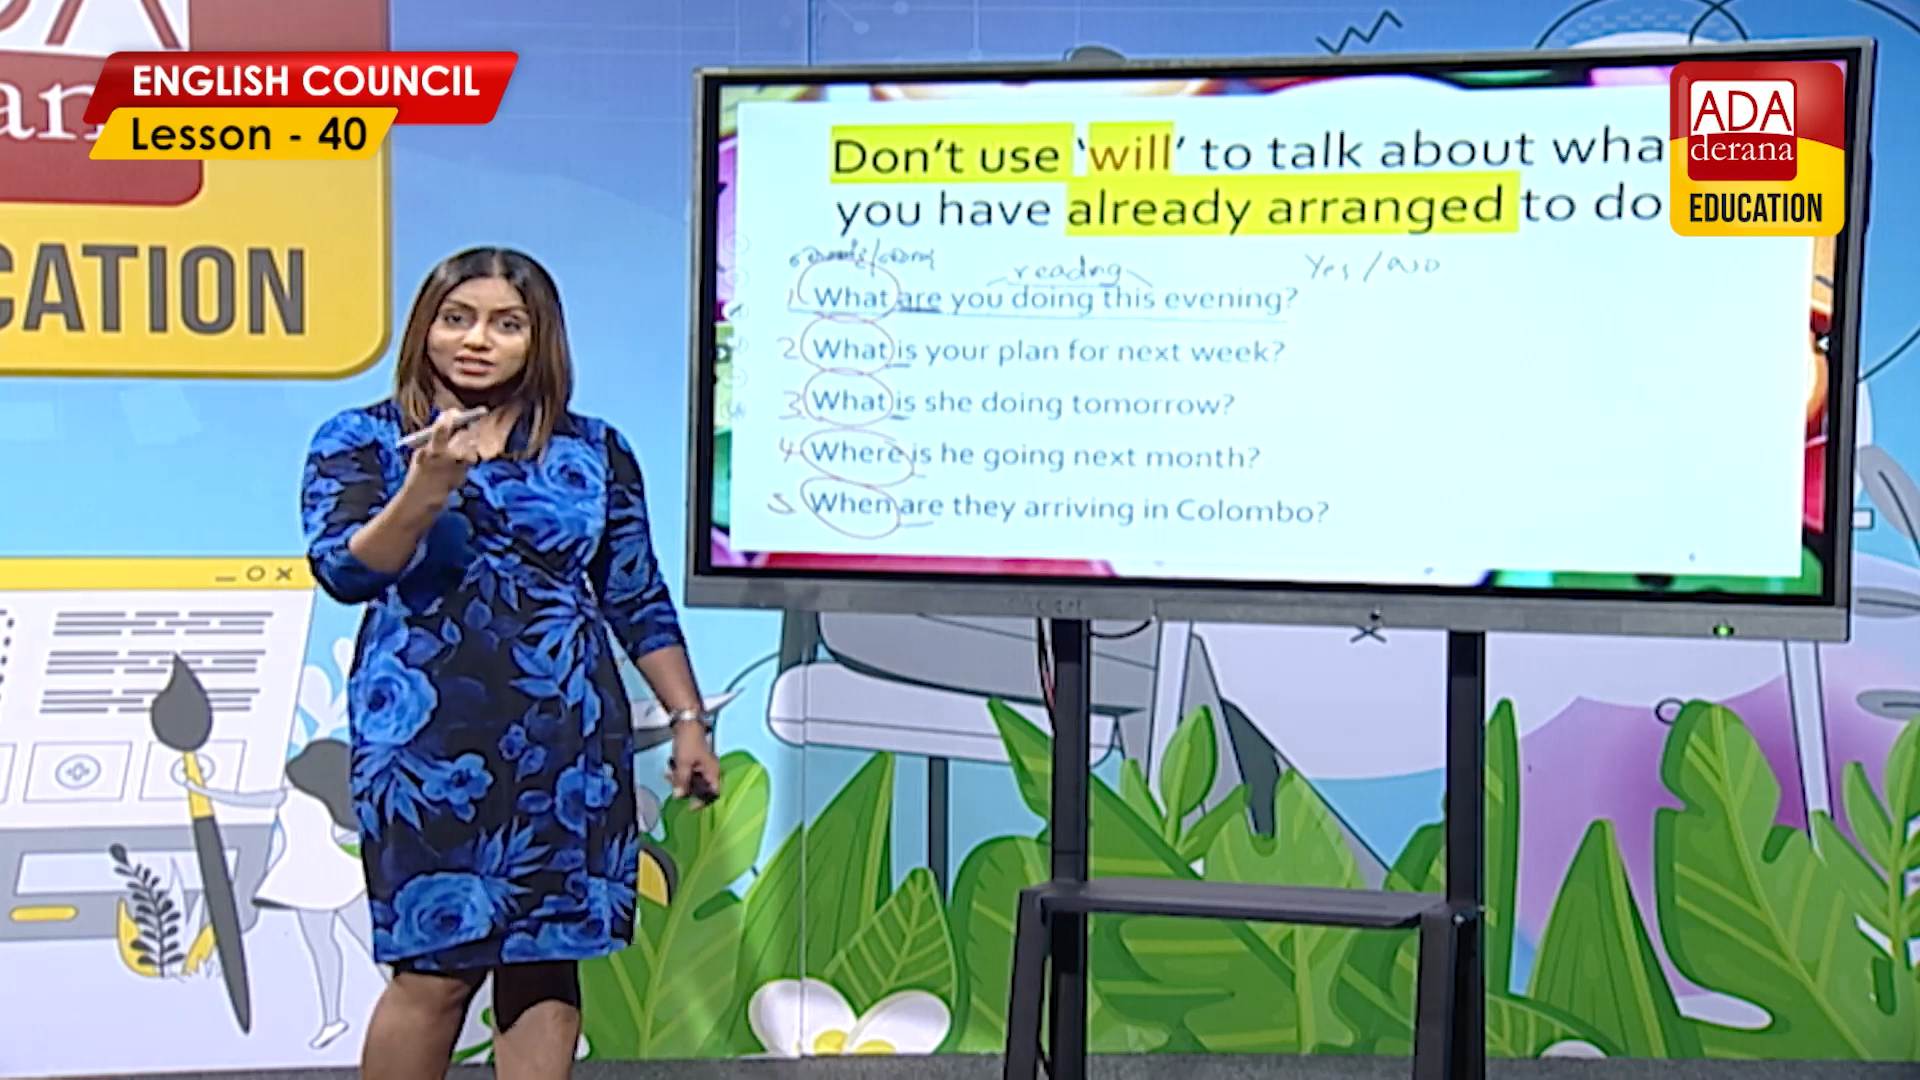 ENGLISH COUNCIL
Lesson - 40
CATION
ADA
derana
EDUCATION
Don't use 'will' to talk about wha
you have already arranged to do
reading Yes / No
1 What are you doing this evening?
2 What is your plan for next week?
3 What is she doing tomorrow?
4 Where is he going next month?
5 When are they arriving in Colombo?